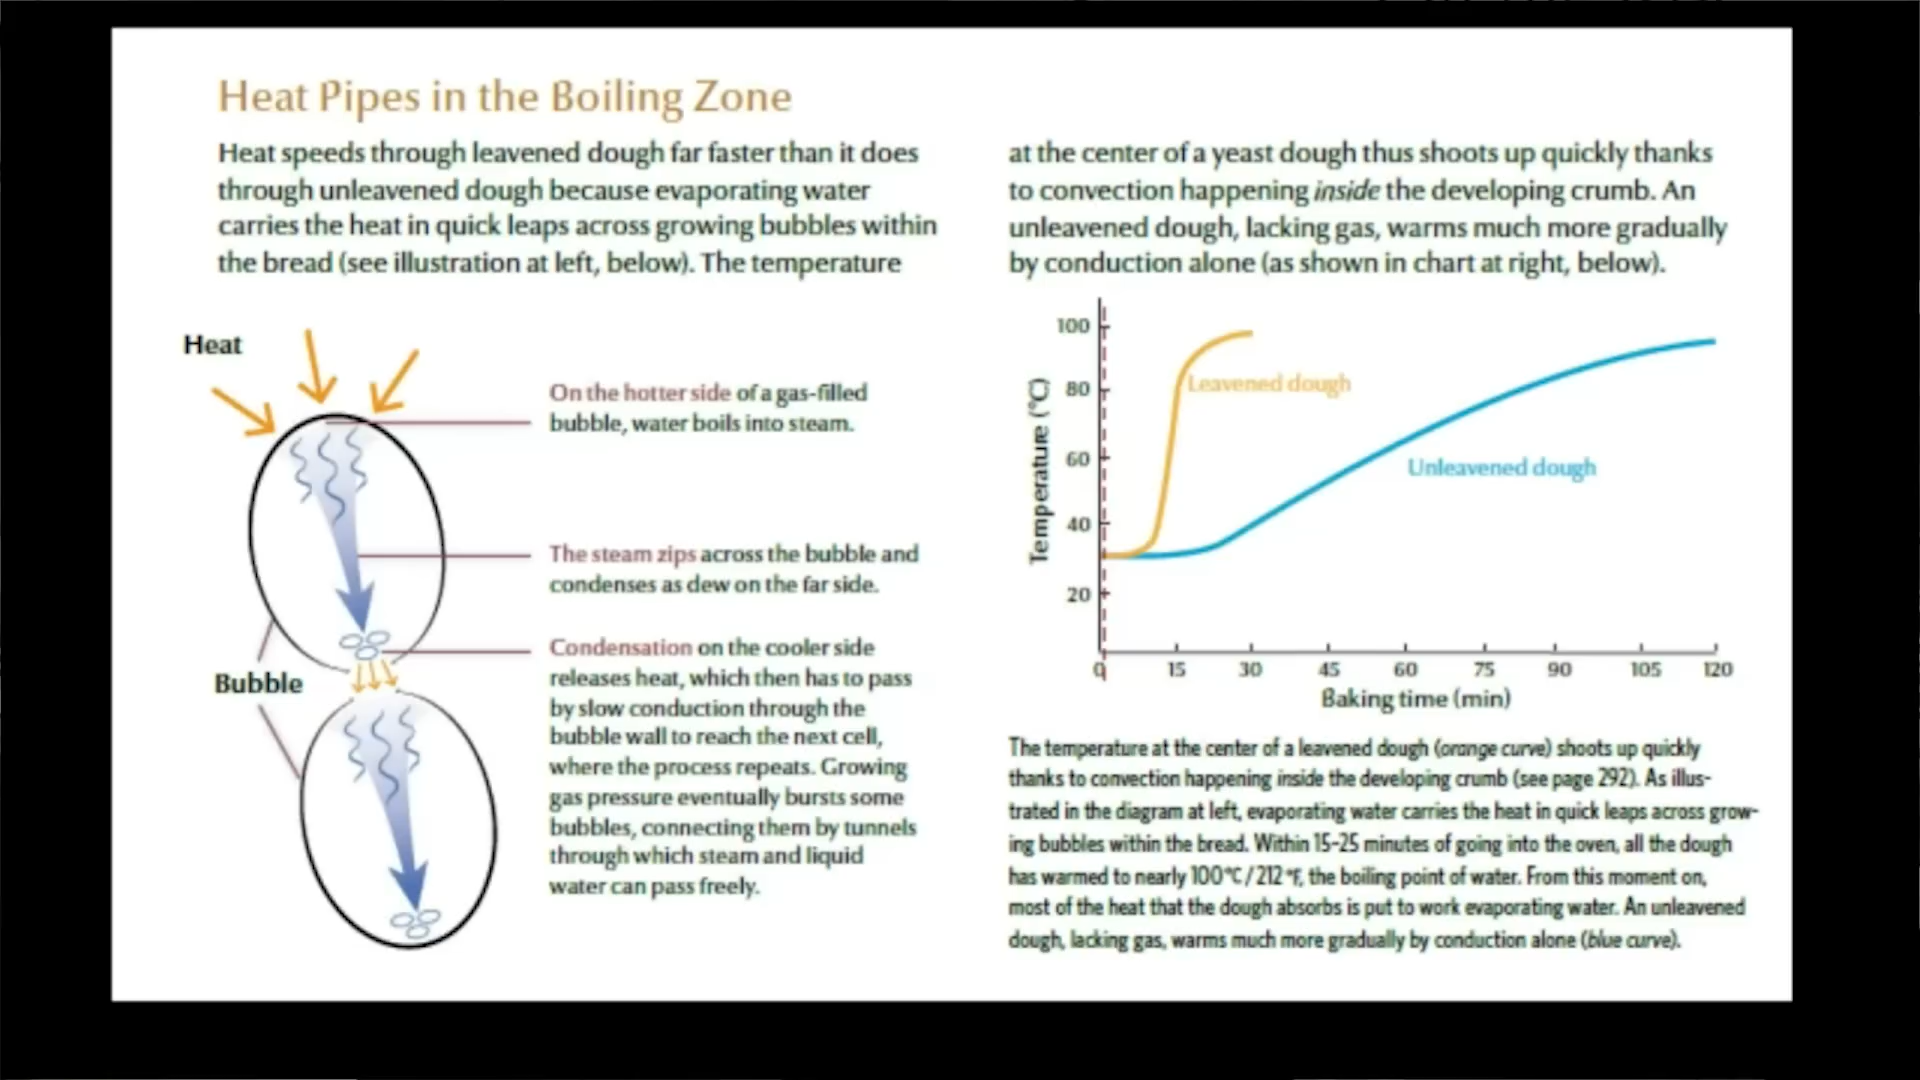 Heat Pipes in the Boiling Zone
Heat speeds through leavened dough far faster than it does
through unleavened dough because evaporating water
carries the heat in quick leaps across growing bubbles within
the bread (see illustration at left, below). The temperature
at the center of a yeast dough thus shoots up quickly thanks
to convection happening inside the developing crumb. An
unleavened dough, lacking gas, warms much more gradually
by conduction alone (as shown in chart at right, below).
Heat
On the hotter side of a gas-filled
bubble, water boils into steam.
The steam zips across the bubble and
condenses as dew on the far side.
Condensation on the cooler side
releases heat, which then has to pass
by slow conduction through the
bubble wall to reach the next cell,
where the process repeats. Growing
gas pressure eventually bursts some
bubbles, connecting them by tunnels
through which steam and liquid
water can pass freely.
Bubble
Temperature (°C)
100
80
60
40
20
Leavened dough
Unleavened dough
0 15 30 45 60 75 90 105 120
Baking time (min)
The temperature at the center of a leavened dough (orange curve) shoots up quickly
thanks to convection happening inside the developing crumb (see page 292). As illus-
trated in the diagram at left, evaporating water carries the heat in quick leaps across grow-
ing bubbles within the bread. Within 15-25 minutes of going into the oven, all the dough
has warmed to nearly 100°C / 212 °F, the boiling point of water. From this moment on,
most of the heat that the dough absorbs is put to work evaporating water. An unleavened
dough, lacking gas, warms much more gradually by conduction alone (blue curve).